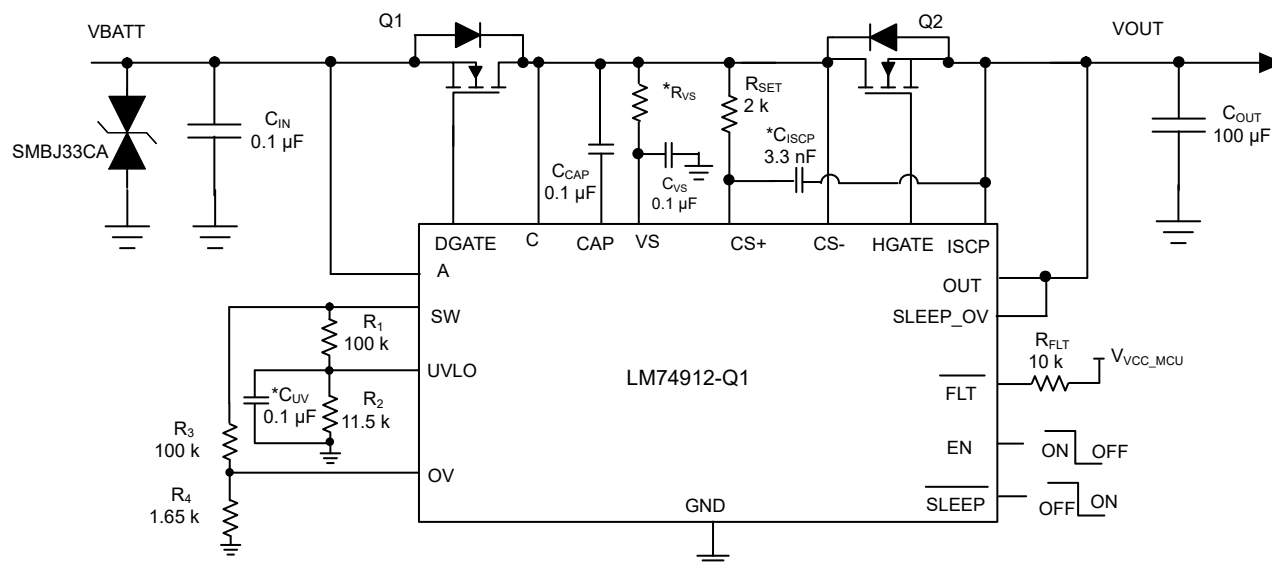 VBATT
Q1
Q2
VOUT
SMBJ33CA
C_IN
0.1 µF
C_CAP
0.1 µF
*R_VS
C_VS
0.1 µF
R_SET
2 k
*C_ISCP
3.3 nF
C_OUT
100 µF
DGATE
C
CAP
VS
CS+
CS-
HGATE
ISCP
A
OUT
SW
SLEEP_OV
R_1
100 k
R_FLT
10 k
V_VCC_MCU
UVLO
LM74912-Q1
FLT
*C_UV
0.1 µF
R_2
11.5 k
R_3
100 k
EN
ON
OFF
OV
R_4
1.65 k
GND
SLEEP
OFF
ON